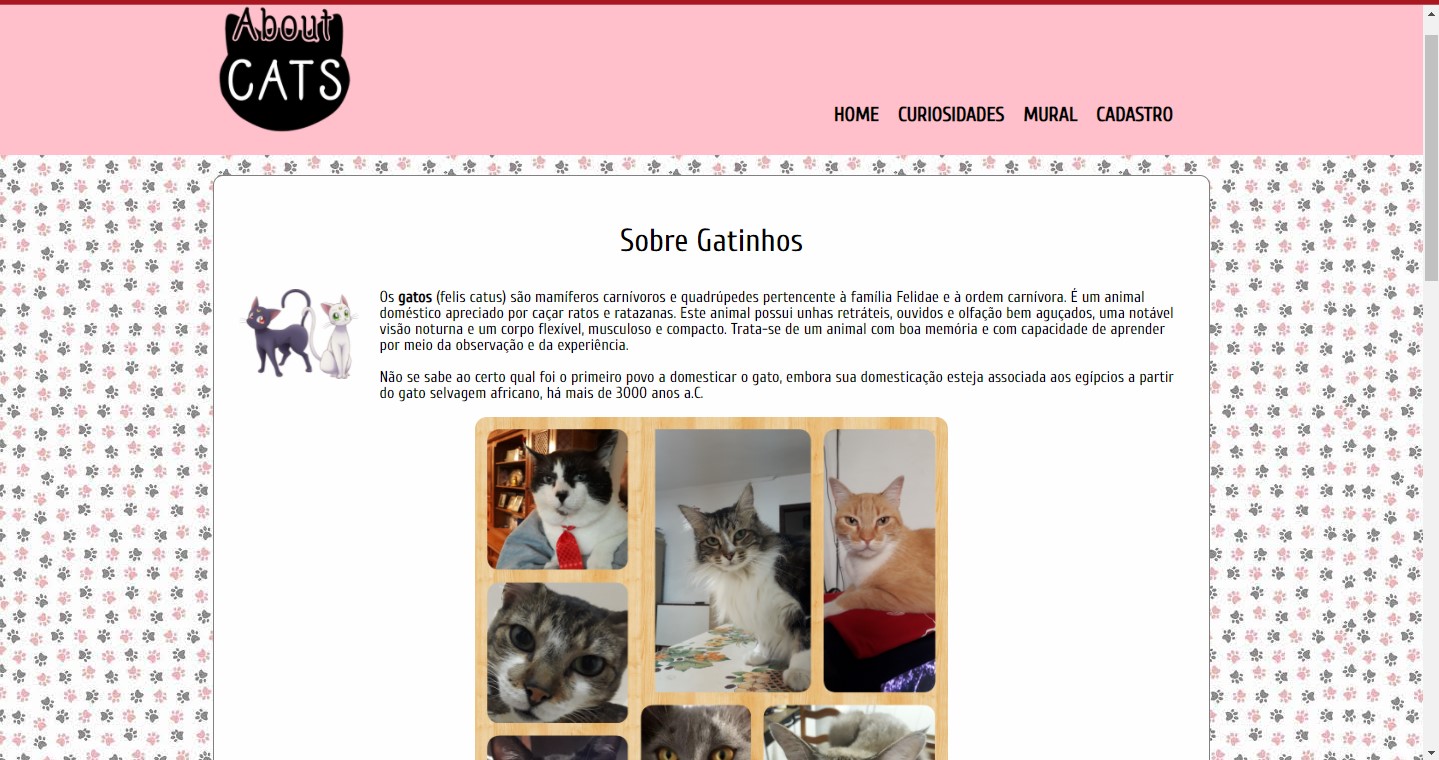 About
CATS
HOME CURIOSIDADES MURAL CADASTRO
Sobre Gatinhos
Os gatos (felis catus) são mamíferos carnívoros e quadrúpedes pertencente à família Felidae e à ordem carnívora. É um animal
doméstico apreciado por caçar ratos e ratazanas. Este animal possui unhas retráteis, ouvidos e olfação bem aguçados, uma notável
visão noturna e um corpo flexível, musculoso e compacto. Trata-se de um animal com boa memória e com capacidade de aprender
por meio da observação e da experiência.
Não se sabe ao certo qual foi o primeiro povo a domesticar o gato, embora sua domesticação esteja associada aos egípcios a partir
do gato selvagem africano, há mais de 3000 anos a.C.